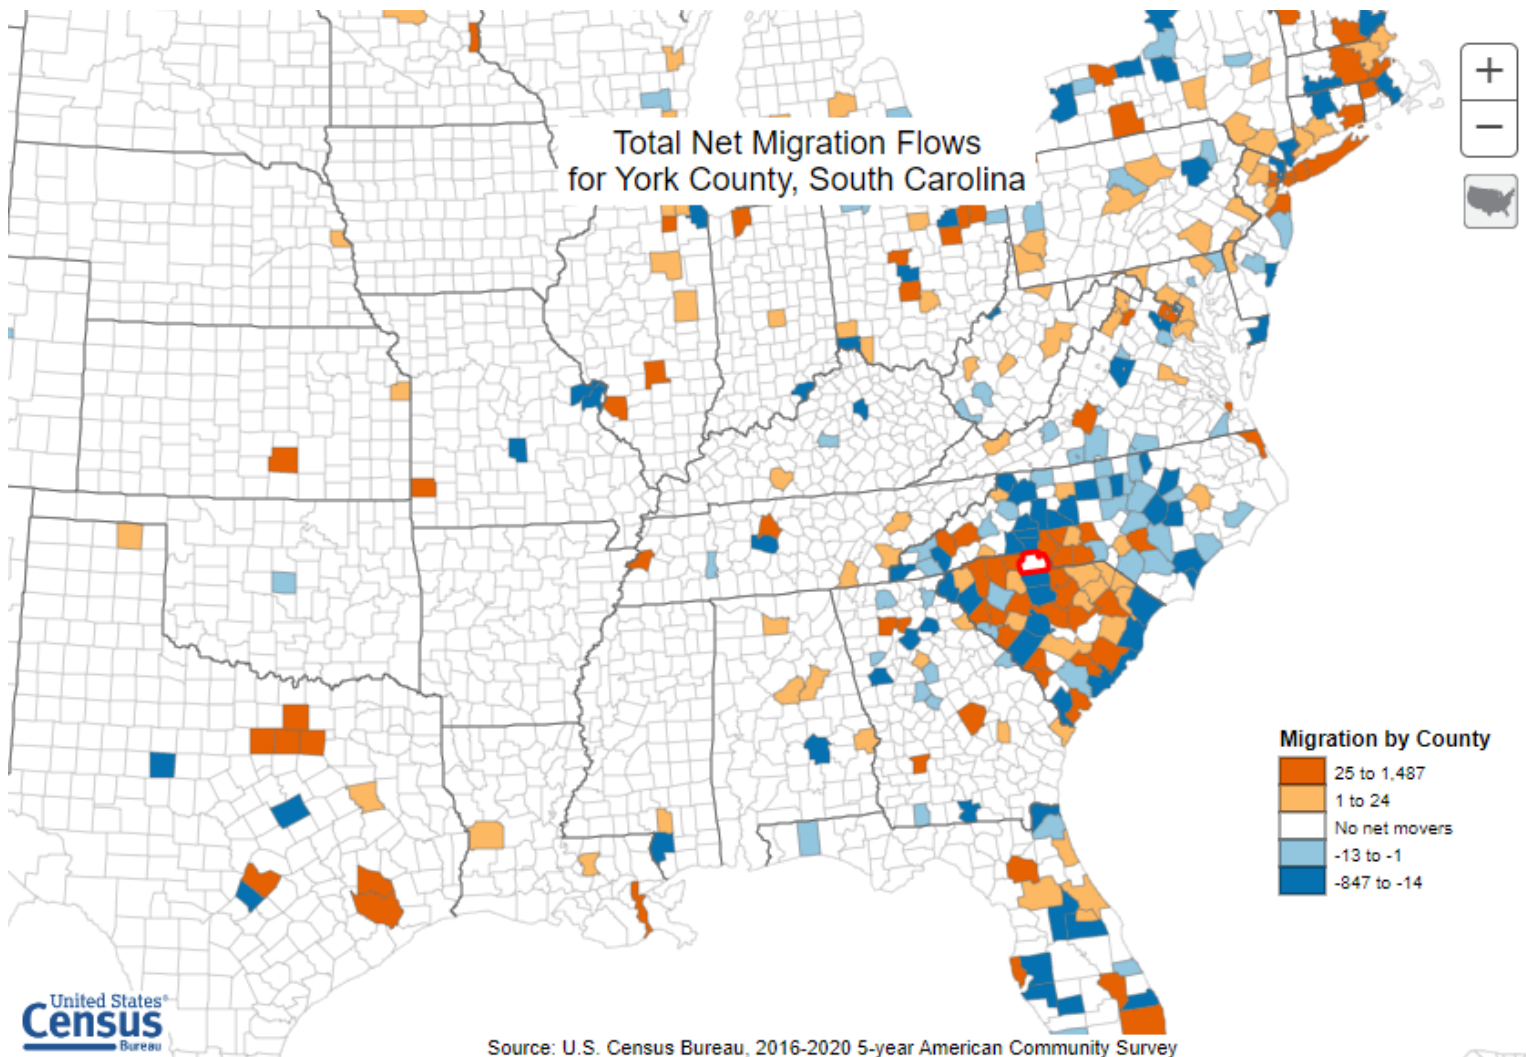 +
−
Total Net Migration Flows
for York County, South Carolina
Migration by County
25 to 1,487
1 to 24
No net movers
-13 to -1
-847 to -14
United States®
Census
Bureau
Source: U.S. Census Bureau, 2016-2020 5-year American Community Survey